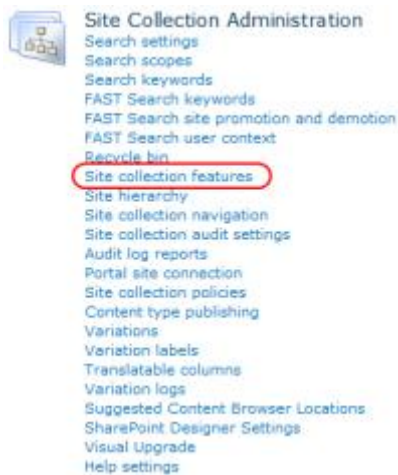 Site Collection Administration
Search settings
Search scopes
Search keywords
FAST Search keywords
FAST Search site promotion and demotion
FAST Search user context
Recycle bin
Site collection features
Site hierarchy
Site collection navigation
Site collection audit settings
Audit log reports
Portal site connection
Site collection policies
Content type publishing
Variations
Variation labels
Translatable columns
Variation logs
Suggested Content Browser Locations
SharePoint Designer Settings
Visual Upgrade
Help settings